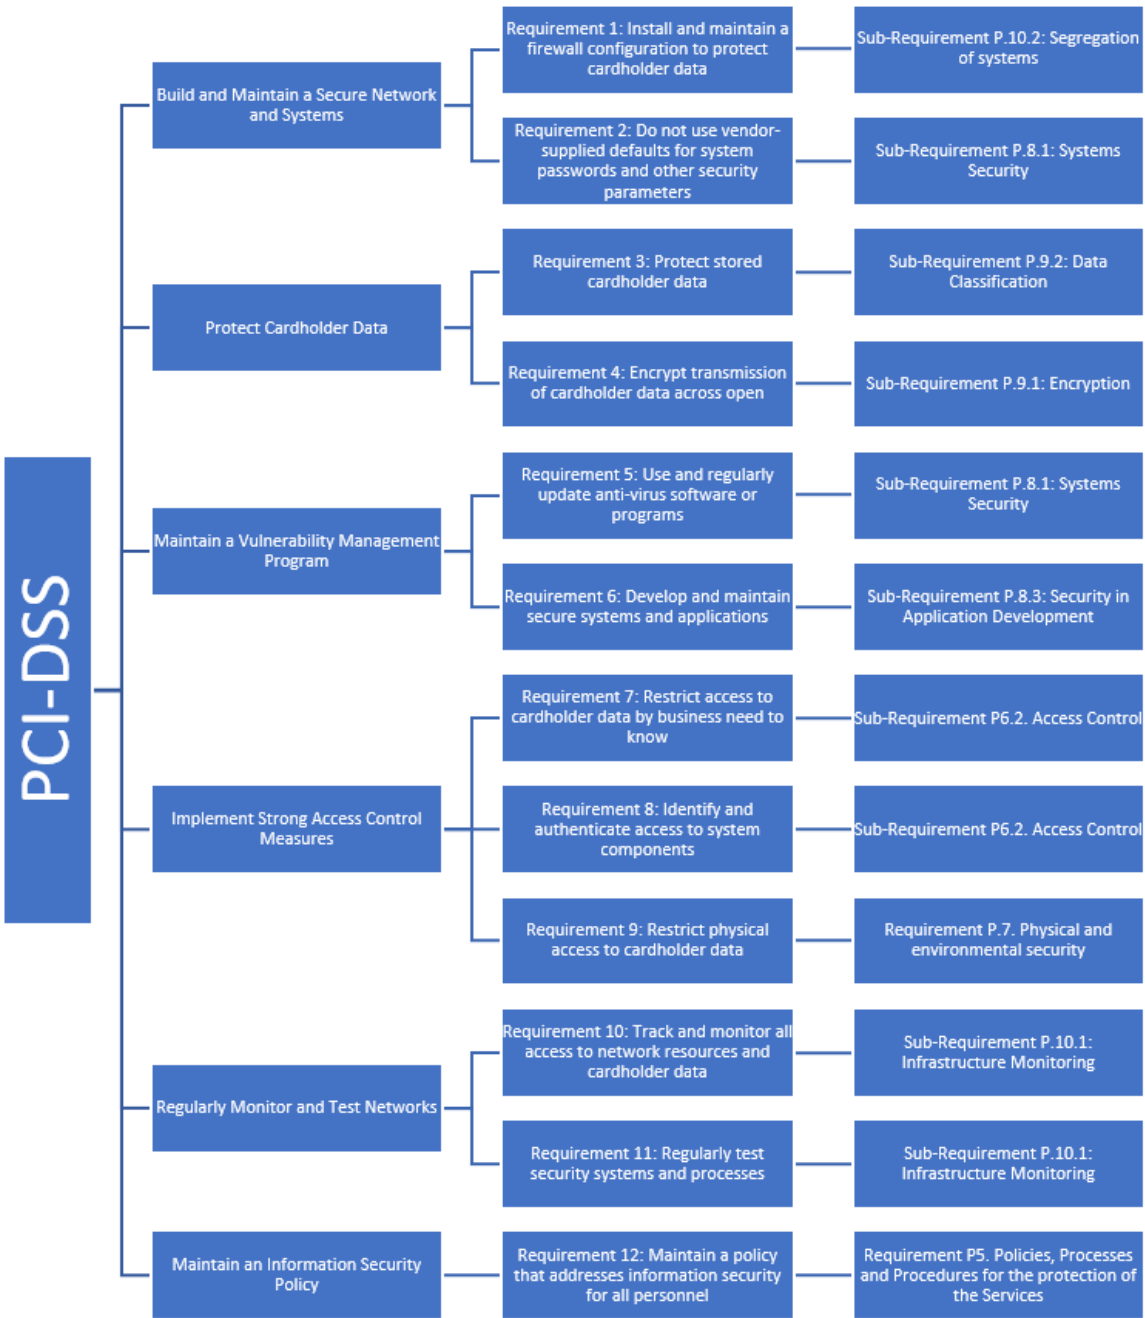 PCI-DSS
Build and Maintain a Secure Network
and Systems
Requirement 1: Install and maintain a
firewall configuration to protect
cardholder data
Sub-Requirement P.10.2: Segregation
of systems
Requirement 2: Do not use vendor-
supplied defaults for system
passwords and other security
parameters
Sub-Requirement P.8.1: Systems
Security
Protect Cardholder Data
Requirement 3: Protect stored
cardholder data
Sub-Requirement P.9.2: Data
Classification
Requirement 4: Encrypt transmission
of cardholder data across open
Sub-Requirement P.9.1: Encryption
Maintain a Vulnerability Management
Program
Requirement 5: Use and regularly
update anti-virus software or
programs
Sub-Requirement P.8.1: Systems
Security
Requirement 6: Develop and maintain
secure systems and applications
Sub-Requirement P.8.3: Security in
Application Development
Implement Strong Access Control
Measures
Requirement 7: Restrict access to
cardholder data by business need to
know
Sub-Requirement P6.2. Access Control
Requirement 8: Identify and
authenticate access to system
components
Sub-Requirement P6.2. Access Control
Requirement 9: Restrict physical
access to cardholder data
Requirement P.7. Physical and
environmental security
Regularly Monitor and Test Networks
Requirement 10: Track and monitor all
access to network resources and
cardholder data
Sub-Requirement P.10.1:
Infrastructure Monitoring
Requirement 11: Regularly test
security systems and processes
Sub-Requirement P.10.1:
Infrastructure Monitoring
Maintain an Information Security
Policy
Requirement 12: Maintain a policy
that addresses information security
for all personnel
Requirement P5. Policies, Processes
and Procedures for the protection of
the Services